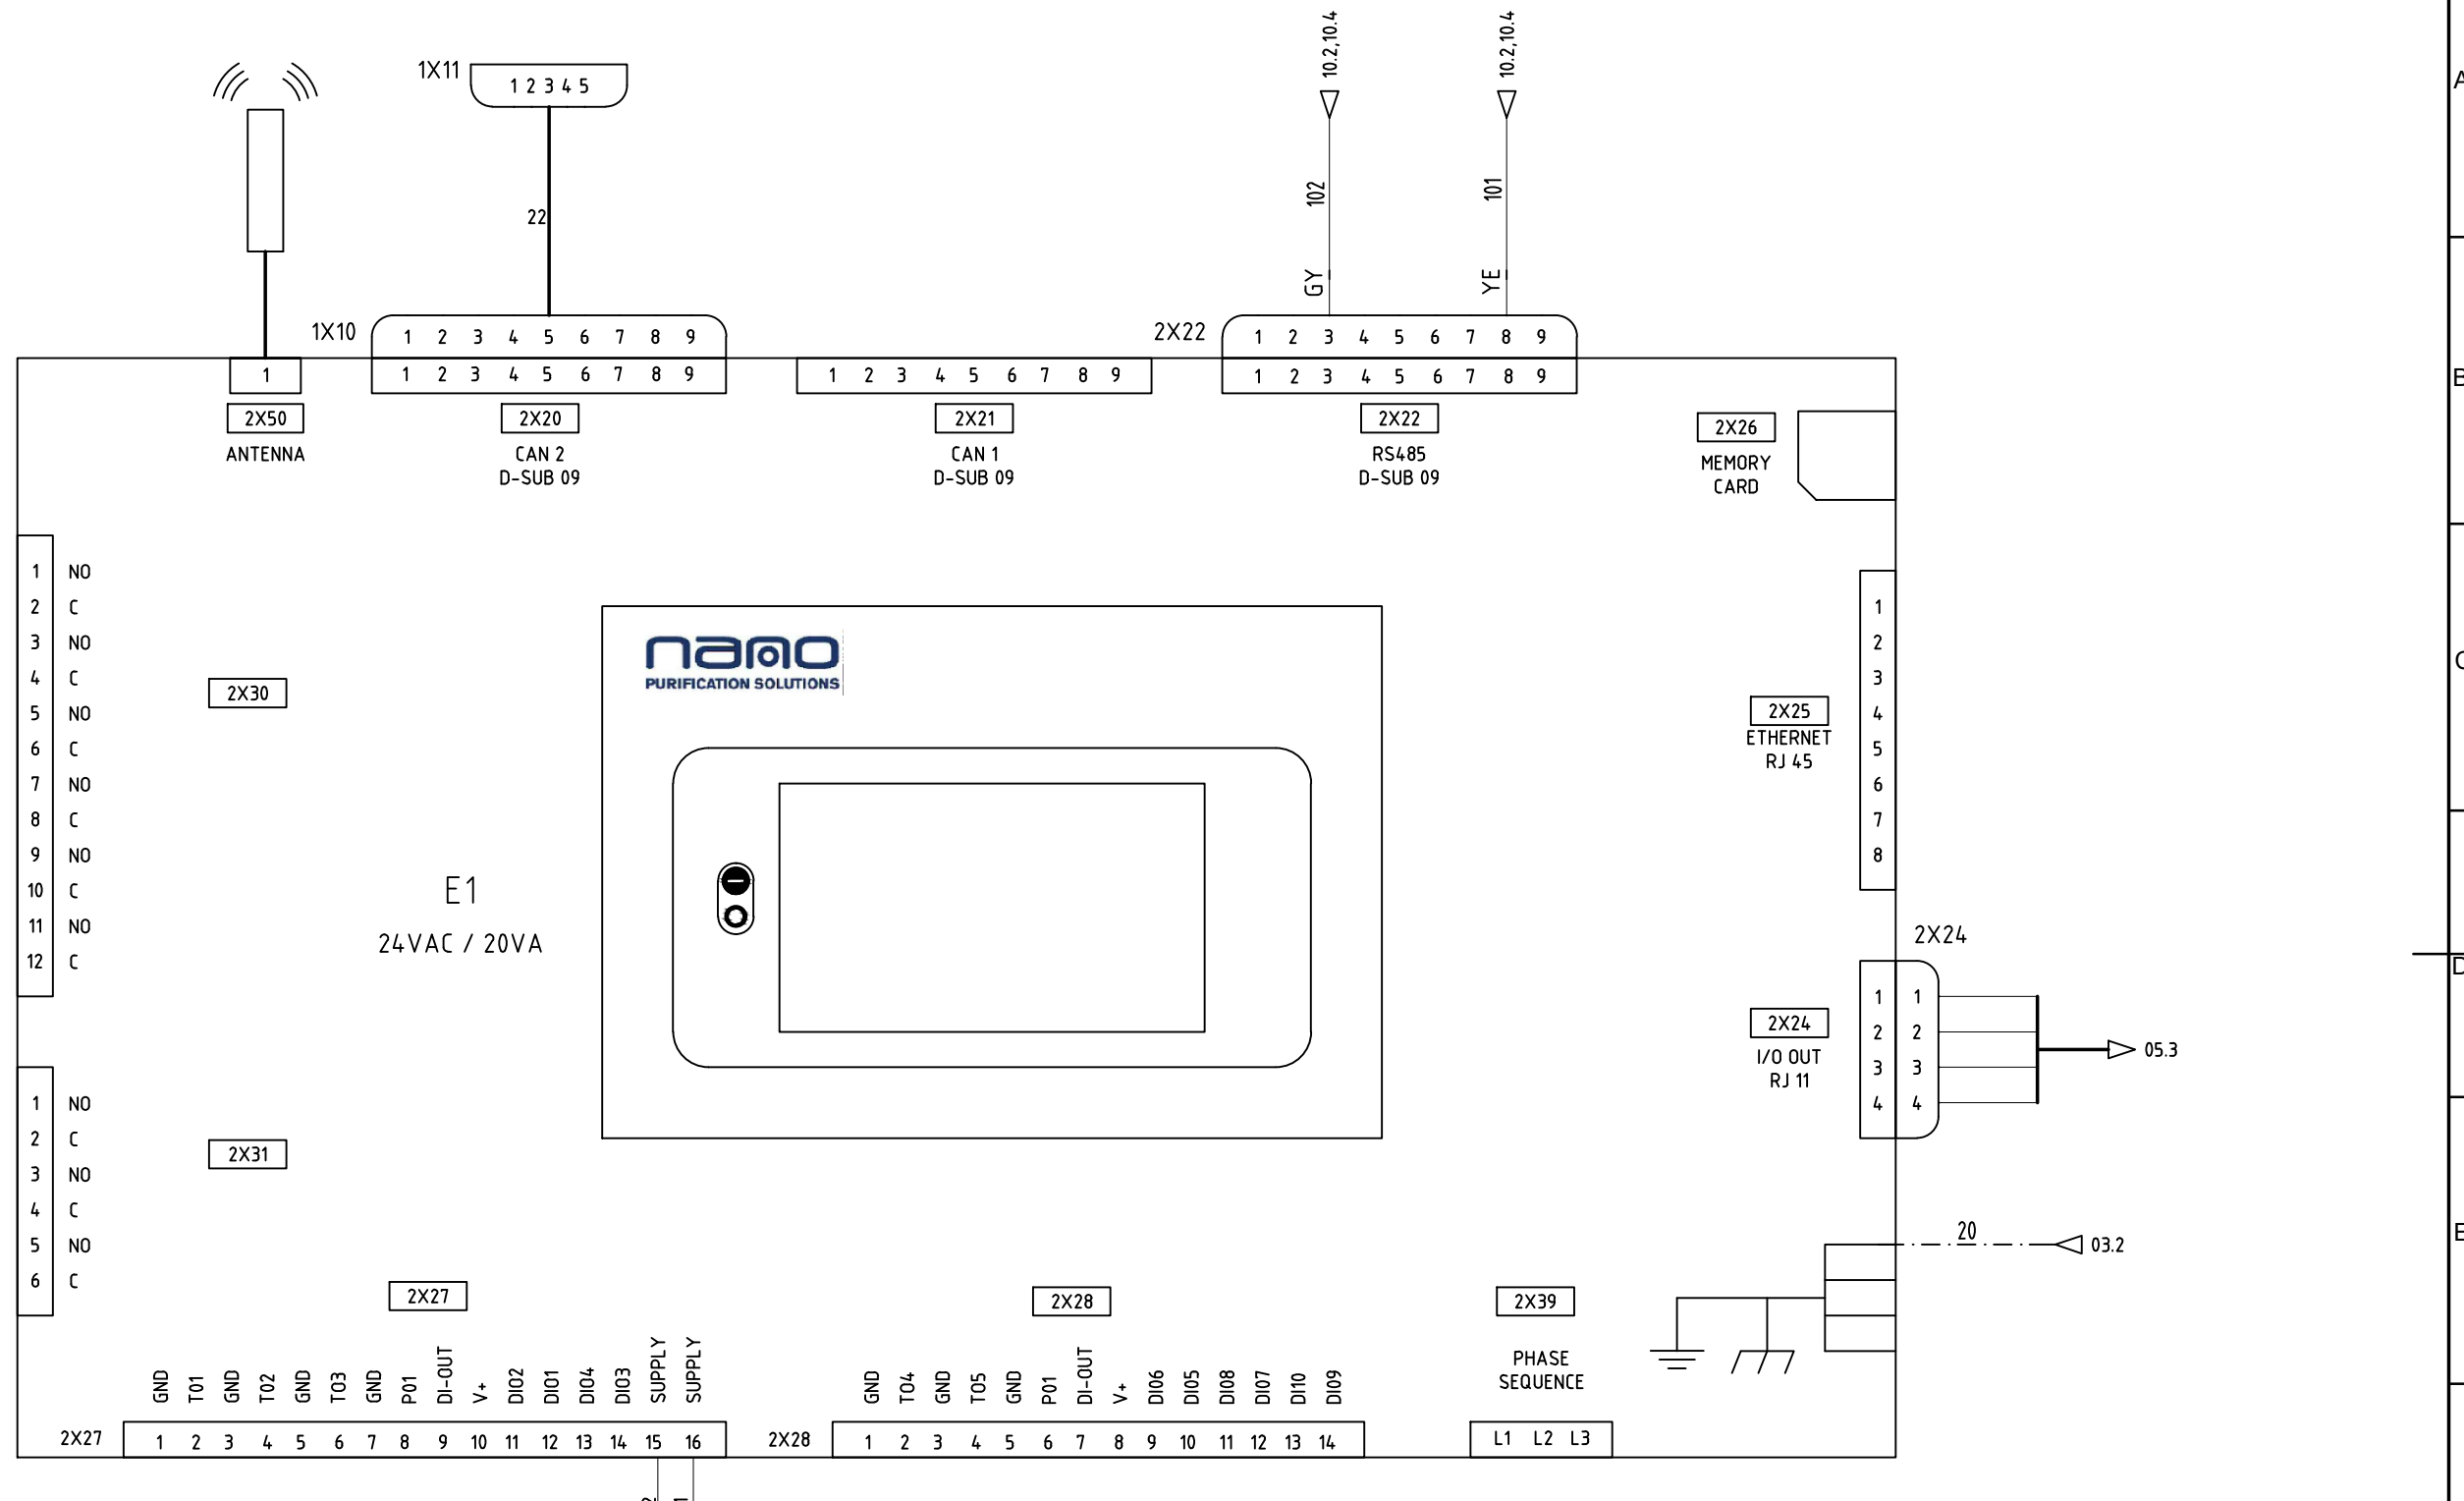 10.2,10.4
10.2,10.4
A
1X11
1 2 3 4 5
102
101
22
GY
YE
1X10
1 2 3 4 5 6 7 8 9
2X22
1 2 3 4 5 6 7 8 9
1
1 2 3 4 5 6 7 8 9
1 2 3 4 5 6 7 8 9
1 2 3 4 5 6 7 8 9
B
2X50
ANTENNA
2X20
CAN 2
D-SUB 09
2X21
CAN 1
D-SUB 09
2X22
RS485
D-SUB 09
2X26
MEMORY
CARD
1 NO
2 C
3 NO
4 C
5 NO
6 C
7 NO
8 C
9 NO
10 C
11 NO
12 C
2X30
nano
PURIFICATION SOLUTIONS
E1
24VAC / 20VA
2X25
ETHERNET
RJ 45
1
2
3
4
5
6
7
8
C
2X24
D
2X24
I/O OUT
RJ 11
1 1
2 2
3 3
4 4
05.3
1 NO
2 C
3 NO
4 C
5 NO
6 C
2X31
20
03.2
E
2X27
2X28
2X39
PHASE
SEQUENCE
GND
TO1
GND
TO2
GND
TO3
GND
PO1
DI-OUT
V+
DI02
DI01
DI04
DI03
SUPPLY
SUPPLY
GND
TO4
GND
TO5
GND
PO1
DI-OUT
V+
DI06
DI05
DI08
DI07
DI10
DI09
2X27
1 2 3 4 5 6 7 8 9 10 11 12 13 14 15 16
2X28
1 2 3 4 5 6 7 8 9 10 11 12 13 14
L1 L2 L3